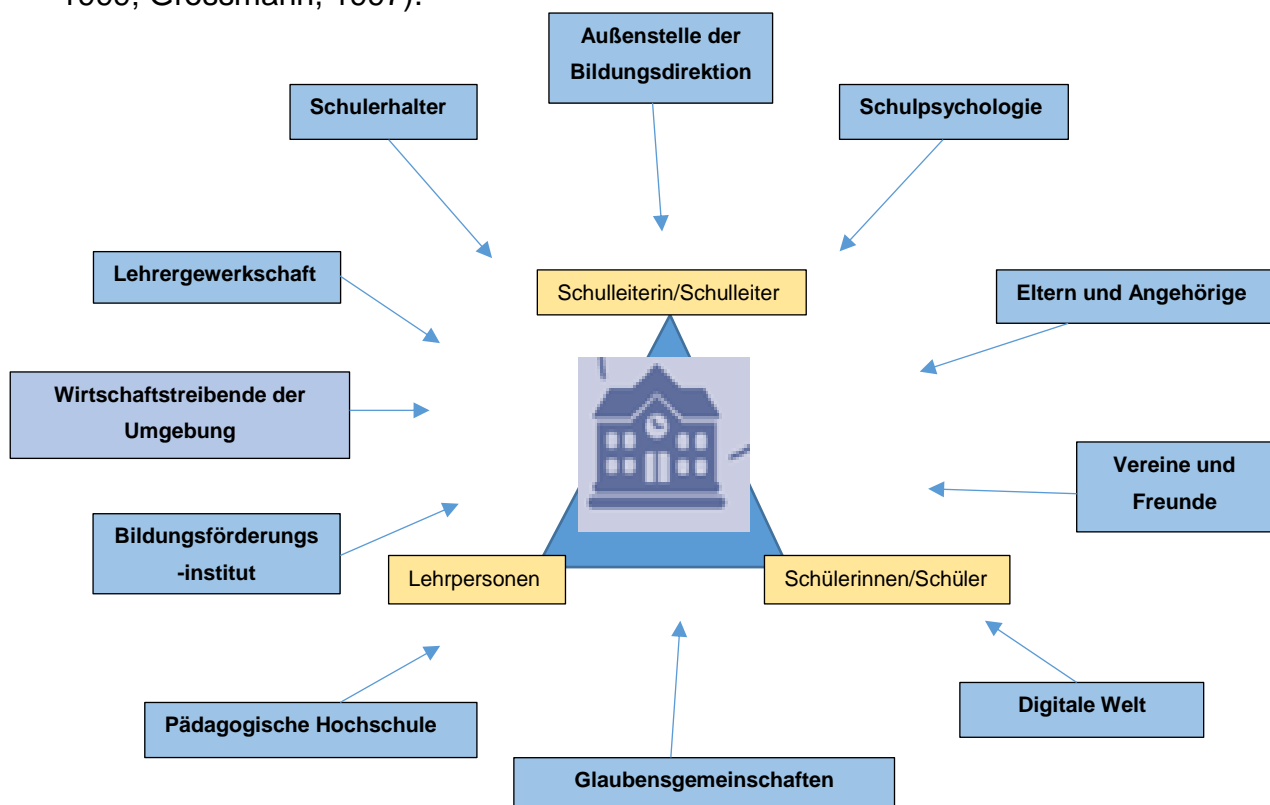 Grossmann,
Außenstelle der
Bildungsdirektion
Schulerhalter
Schulpsychologie
Lehrergewerkschaft
Schulleiterin/Schulleiter
Eltern und Angehörige
Wirtschaftstreibende der
Umgebung
Vereine und
Freunde
Bildungsförderungs
-institut
Lehrpersonen
Schülerinnen/Schüler
Pädagogische Hochschule
Digitale Welt
Glaubensgemeinschaften